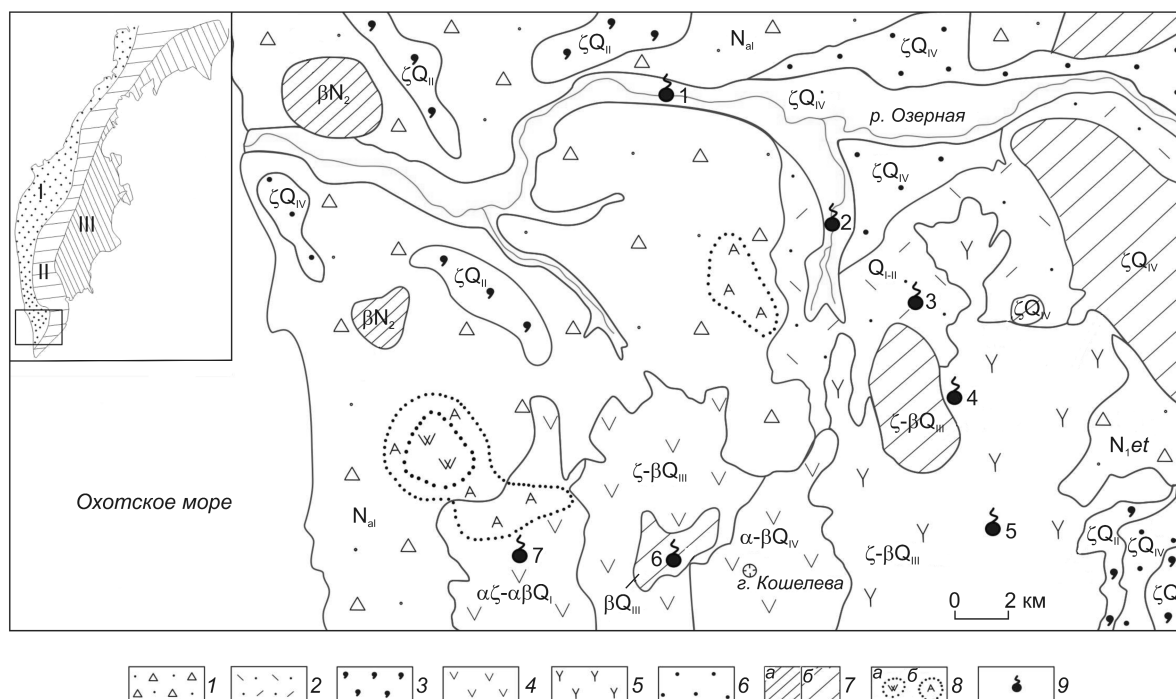 I
II
III
ζQII
ζQII
Nal
ζQIV
βN2
1
ζQIV
р. Озерная
ζQIV
ζQIV
2
A
A
A
QI-II
3
Y
ζQIV
ζQIV
ζQII
βN2
4
ζ-βQIII
N1et
W
W
A
A
A
A
A
ζ-βQIII
Охотское море
Nal
7
6
α-βQIV
ζ-βQIII
5
ζQII
ζQIV
αζ-αβQI
βQIII
г. Кошелева
0 2 км
ζQ
1 2 3 4 5 6 а б 7 а W б A 8 9